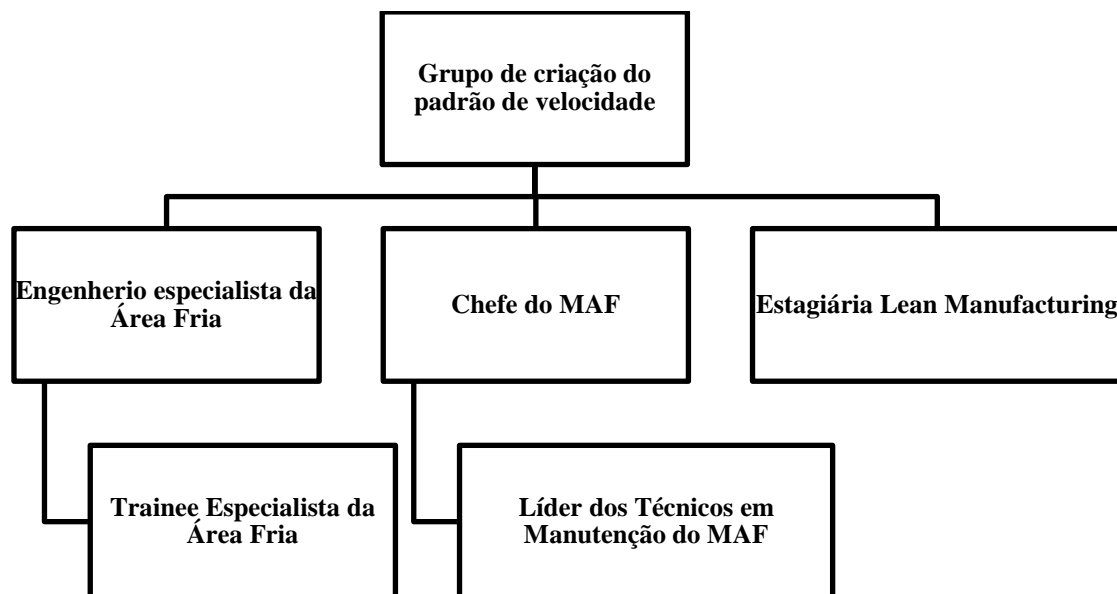 Grupo de criação do
padrão de velocidade
Engenherio especialista da
Área Fria
Chefe do MAF
Estagiária Lean Manufacturing
Trainee Especialista da
Área Fria
Líder dos Técnicos em
Manutenção do MAF